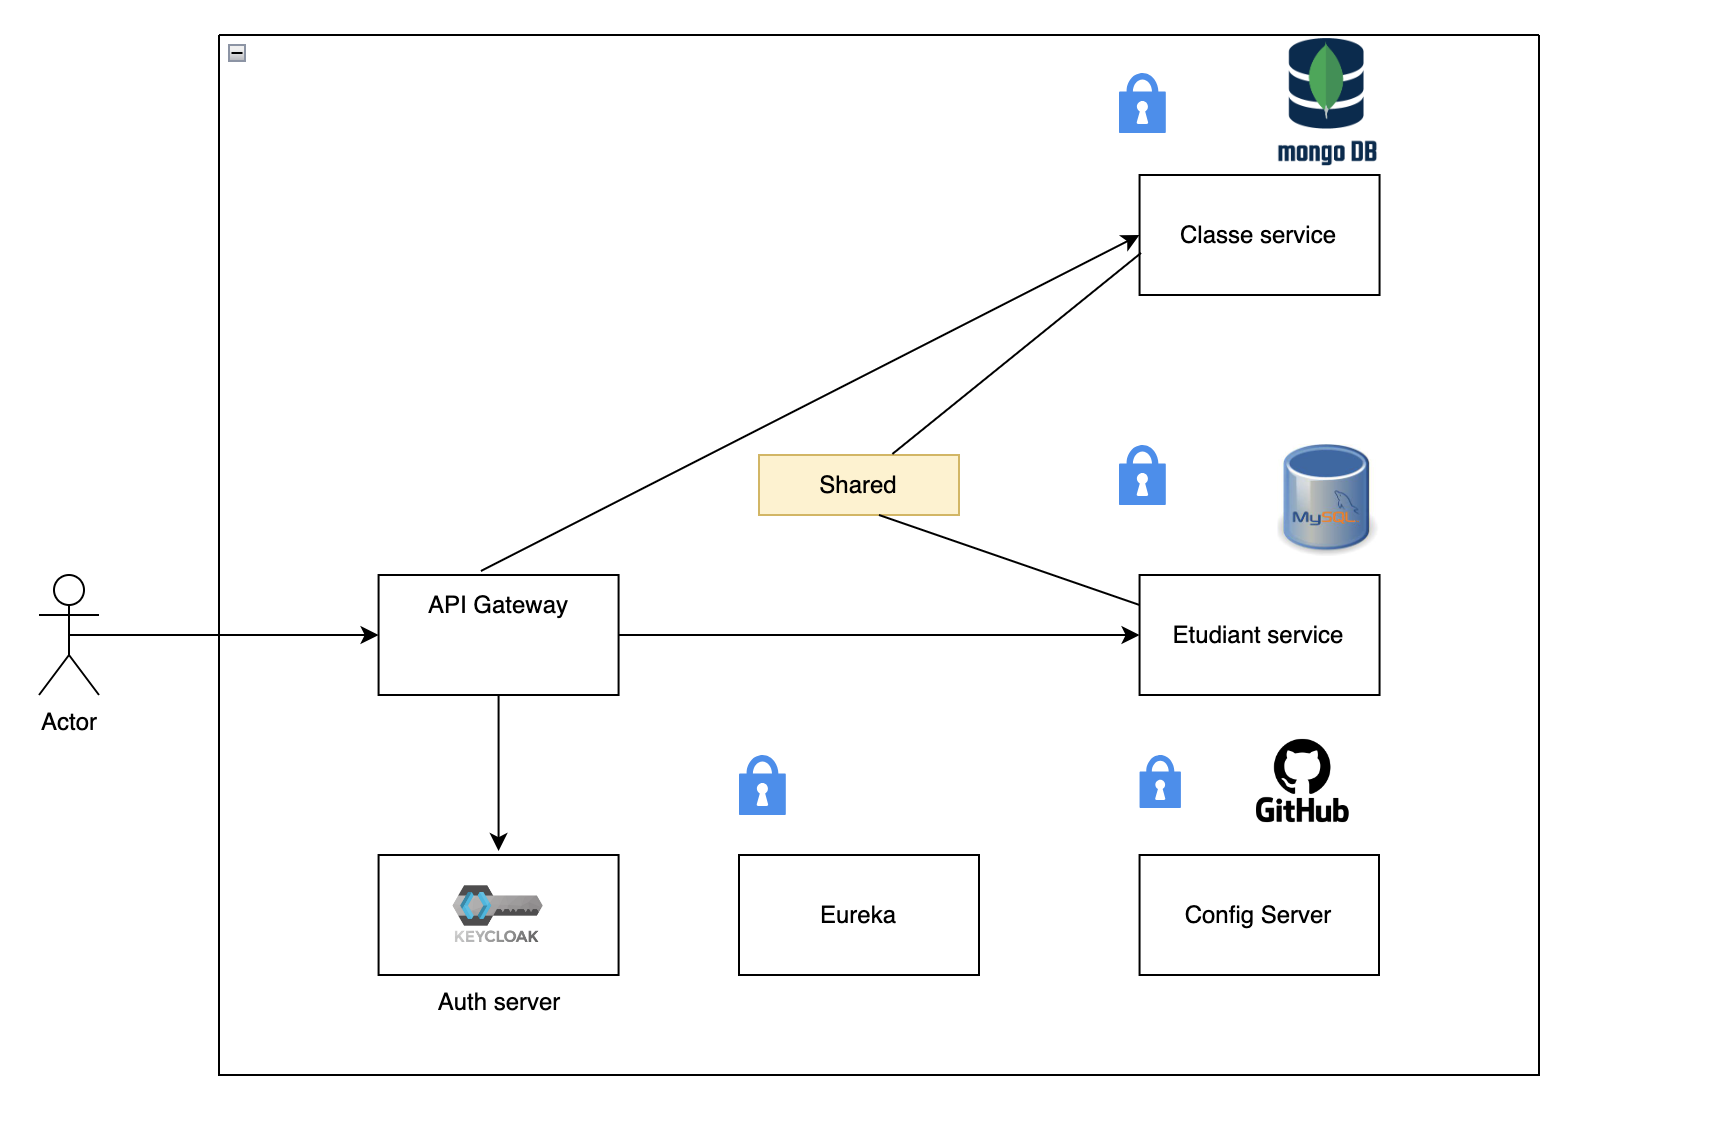 mongo DB
Classe service
Shared
MySQL
API Gateway
Etudiant service
Actor
GitHub
KEYCLOAK
Eureka
Config Server
Auth server